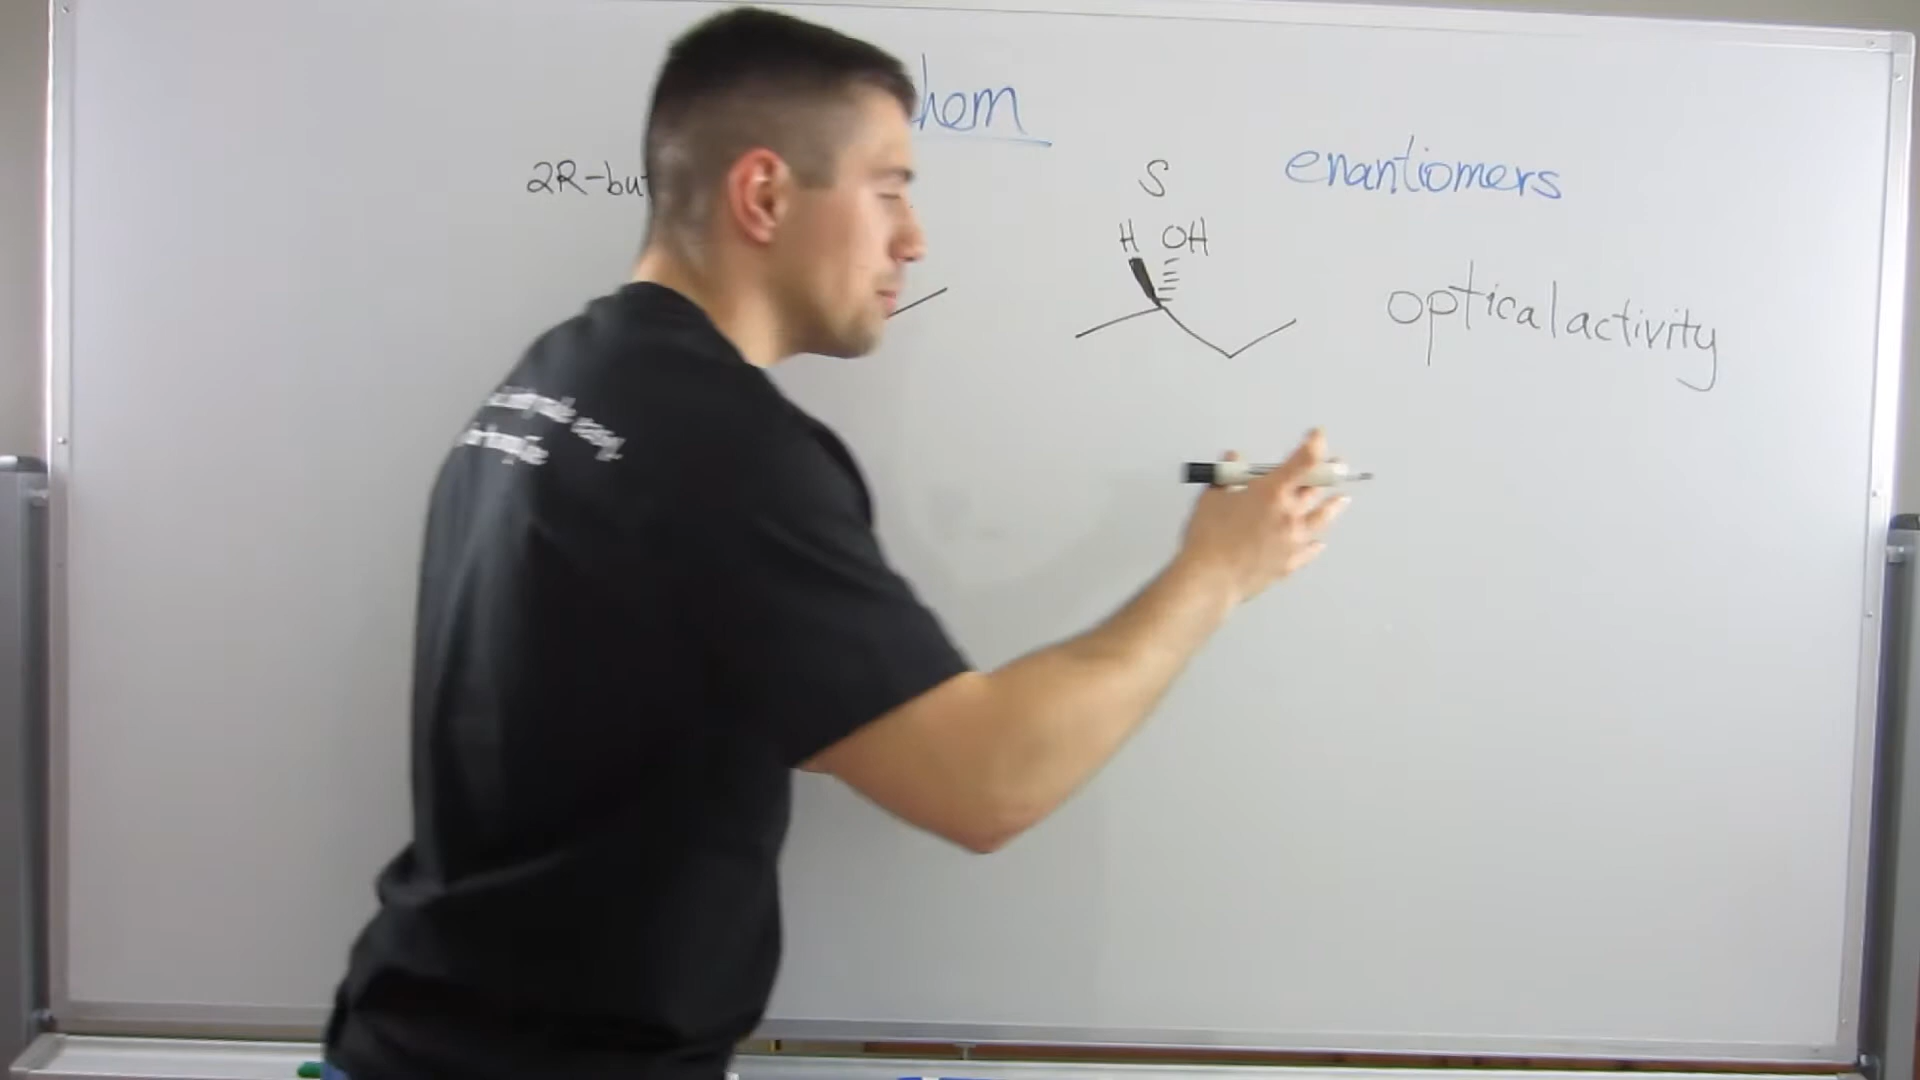 hem
2R-but
S
enantiomers
H OH
optical activity